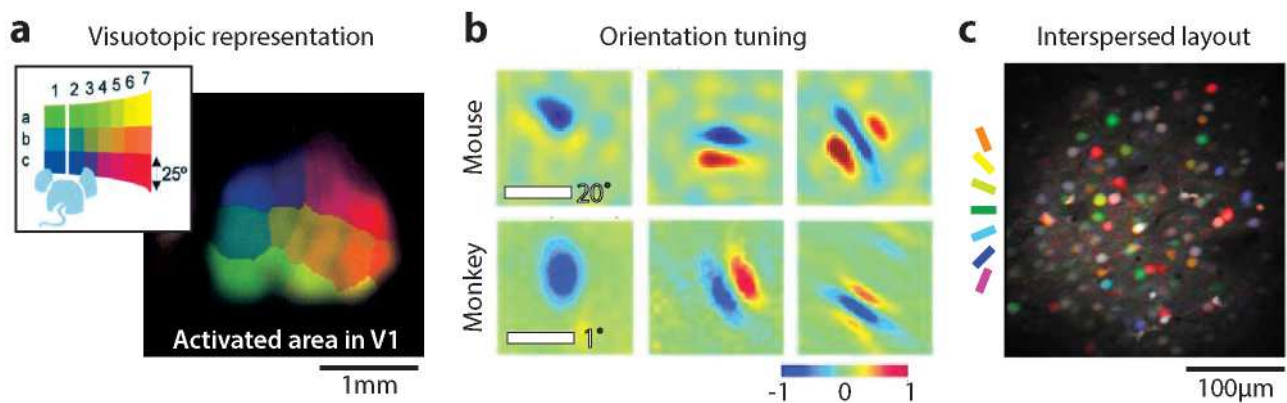 a Visuotopic representation
1 2 3 4 5 6 7
a
b
c
25°
Activated area in V1
1mm
b Orientation tuning
Mouse
20°
Monkey
1°
-1 0 1
c Interspersed layout
100µm